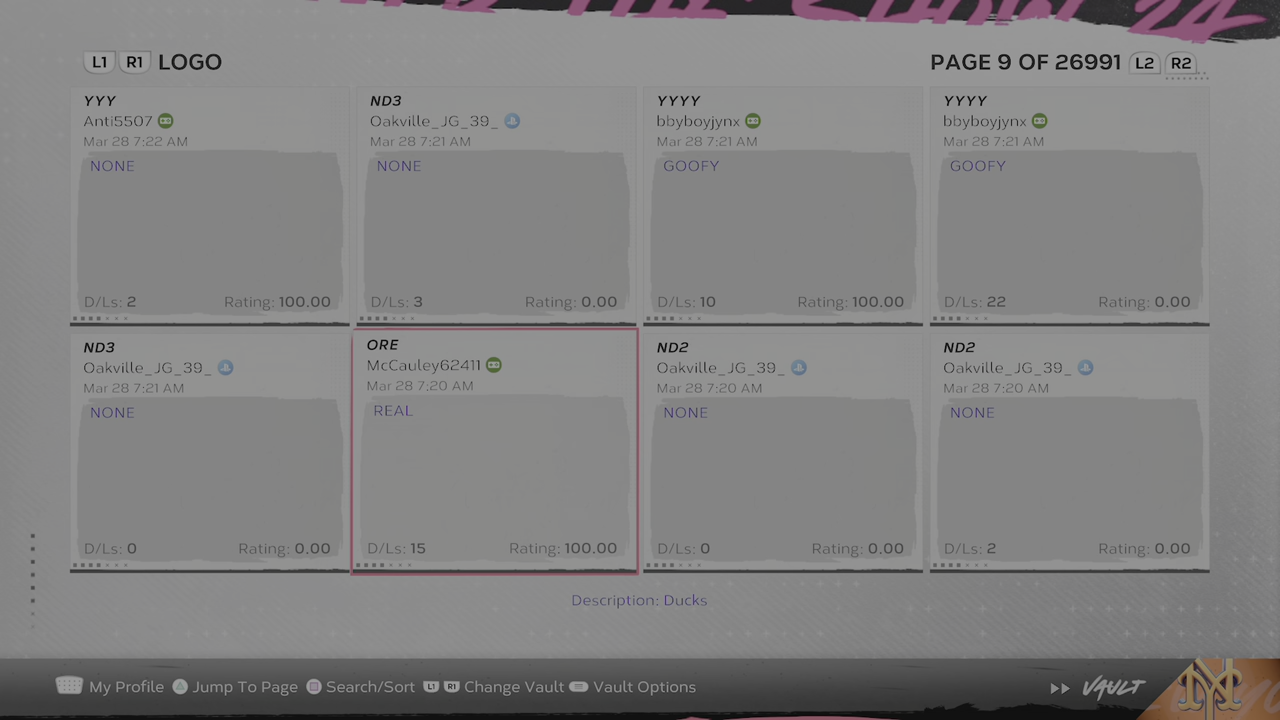 THE SHOW 24
L1 R1 LOGO
PAGE 9 OF 26991 L2 R2
YYY
Anti5507
Mar 28 7:22 AM
NONE
D/Ls: 2 Rating: 100.00
ND3
Oakville_JG_39_
Mar 28 7:21 AM
NONE
D/Ls: 3 Rating: 0.00
YYYY
bbyboyjynx
Mar 28 7:21 AM
GOOFY
D/Ls: 10 Rating: 100.00
YYYY
bbyboyjynx
Mar 28 7:21 AM
GOOFY
D/Ls: 22 Rating: 0.00
ND3
Oakville_JG_39_
Mar 28 7:21 AM
NONE
D/Ls: 0 Rating: 0.00
ORE
McCauley62411
Mar 28 7:20 AM
REAL
D/Ls: 15 Rating: 100.00
ND2
Oakville_JG_39_
Mar 28 7:20 AM
NONE
D/Ls: 0 Rating: 0.00
ND2
Oakville_JG_39_
Mar 28 7:20 AM
NONE
D/Ls: 2 Rating: 0.00
Description: Ducks
My Profile Jump To Page Search/Sort L1 R1 Change Vault Vault Options
VAULT NY